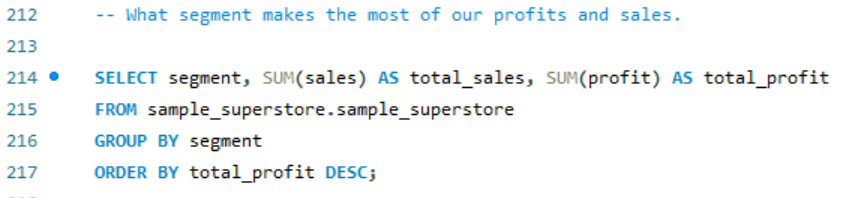 212 -- What segment makes the most of our profits and sales.
213
214 SELECT segment, SUM(sales) AS total_sales, SUM(profit) AS total_profit
215 FROM sample_superstore.sample_superstore
216 GROUP BY segment
217 ORDER BY total_profit DESC;